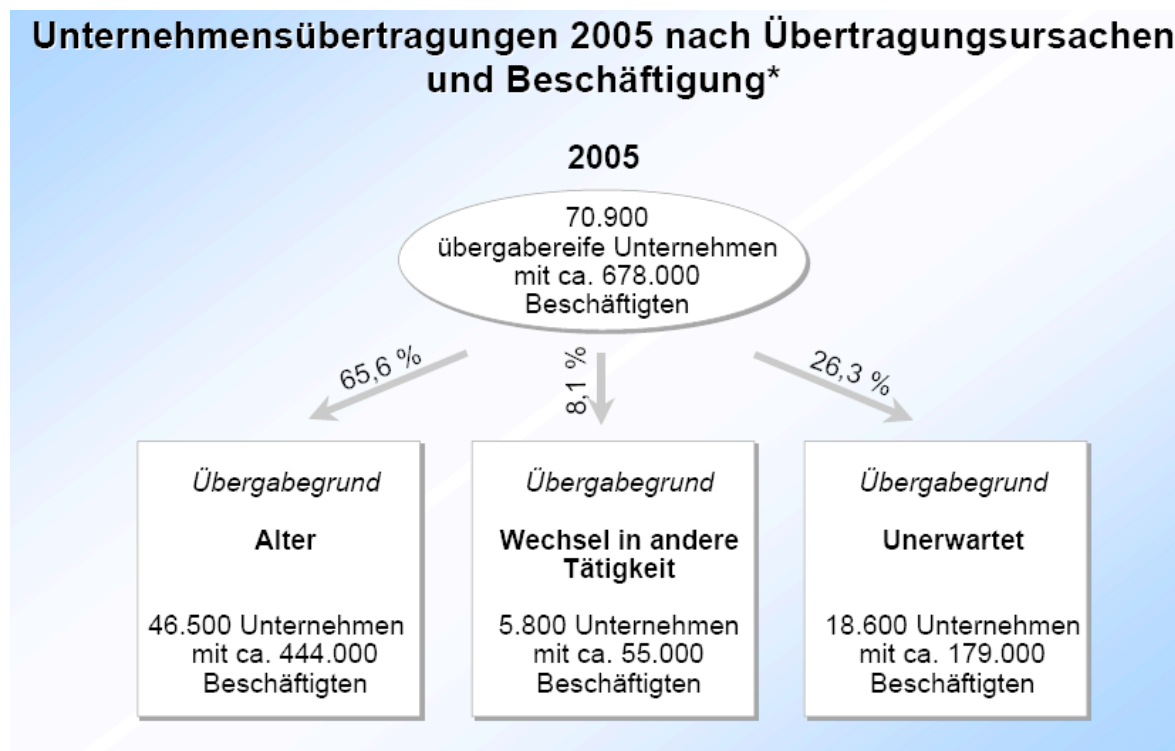 Unternehmensübertragungen 2005 nach Übertragungsursachen
und Beschäftigung*
2005
70.900
übergabereife Unternehmen
mit ca. 678.000
Beschäftigten
65,6 %
8,1 %
26,3 %
Übergabegrund
Alter
46.500 Unternehmen
mit ca. 444.000
Beschäftigten
Übergabegrund
Wechsel in andere
Tätigkeit
5.800 Unternehmen
mit ca. 55.000
Beschäftigten
Übergabegrund
Unerwartet
18.600 Unternehmen
mit ca. 179.000
Beschäftigten